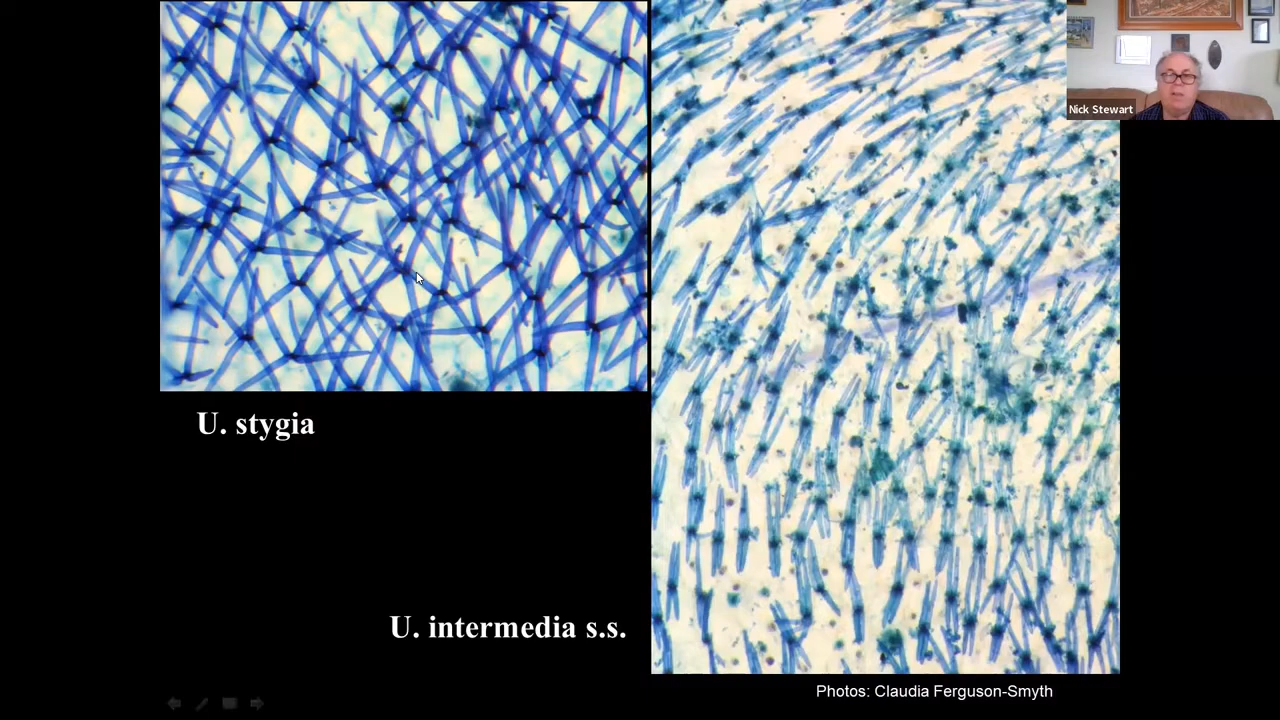 Nick Stewart
U. stygia
U. intermedia s.s.
Photos: Claudia Ferguson-Smyth